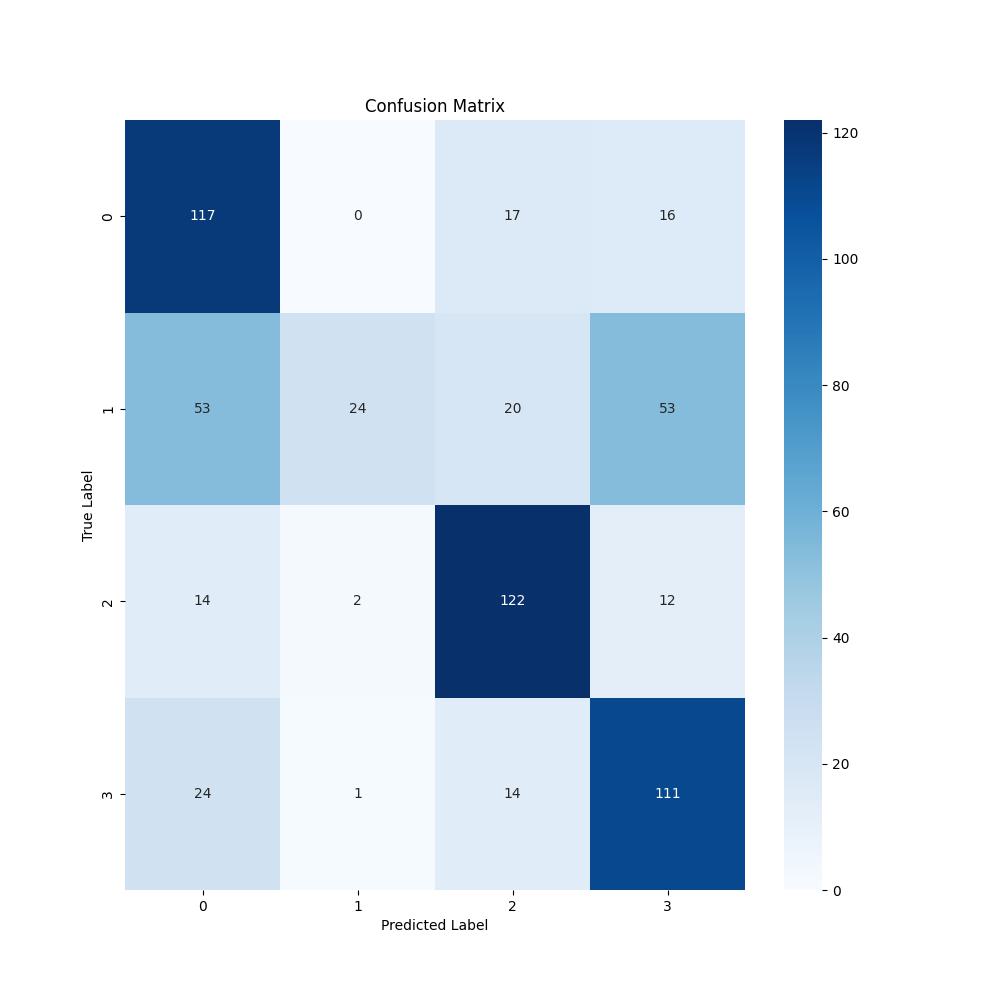 Confusion Matrix
0 117 0 17 16
1 53 24 20 53
2 14 2 122 12
3 24 1 14 111
0 1 2 3
True Label
Predicted Label
120
100
80
60
40
20
0